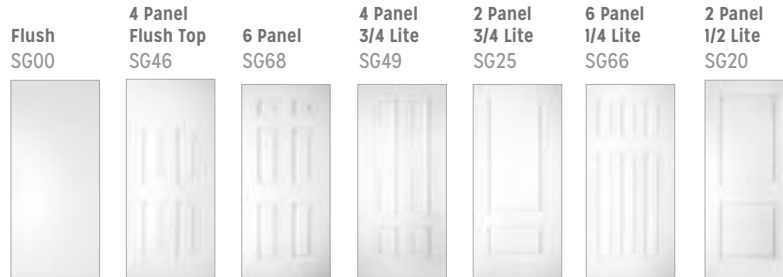 Flush
SG00
4 Panel
Flush Top
SG46
6 Panel
SG68
4 Panel
3/4 Lite
SG49
2 Panel
3/4 Lite
SG25
6 Panel
1/4 Lite
SG66
2 Panel
1/2 Lite
SG20